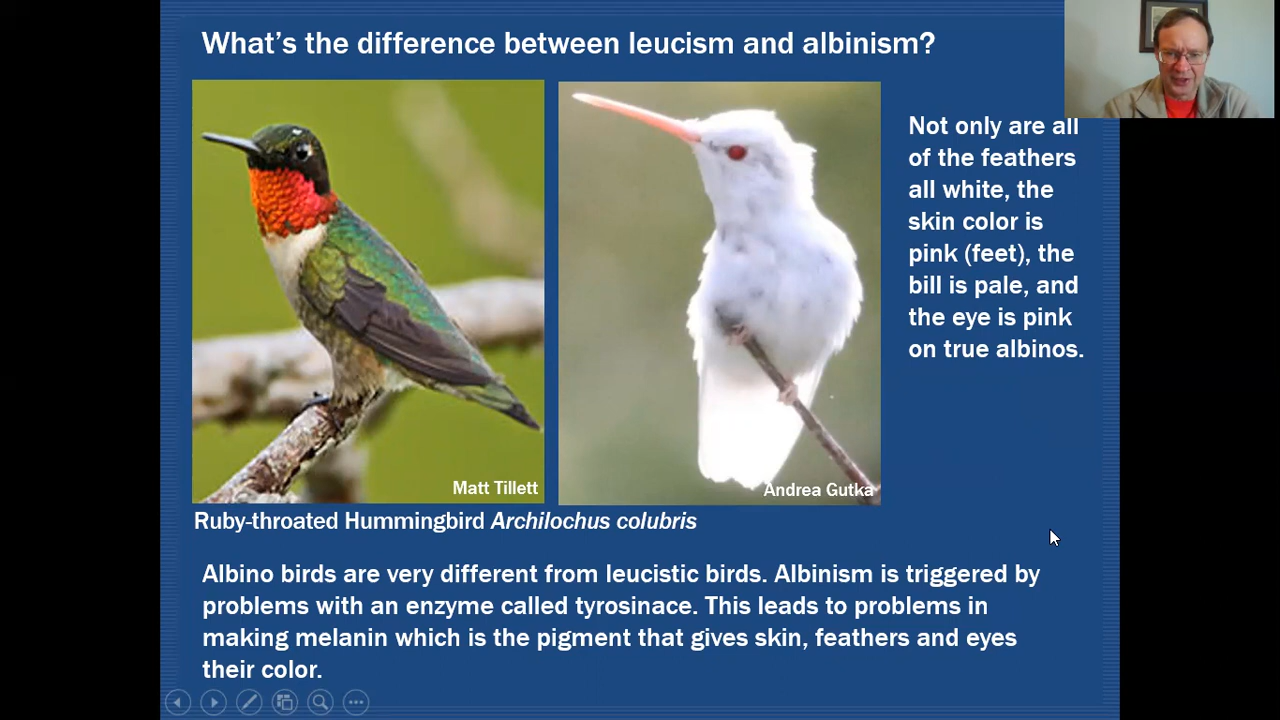 What's the difference between leucism and albinism?
Not only are all
of the feathers
all white, the
skin color is
pink (feet), the
bill is pale, and
the eye is pink
on true albinos.
Matt Tillett
Andrea Gutka
Ruby-throated Hummingbird Archilochus colubris
Albino birds are very different from leucistic birds. Albinism is triggered by
problems with an enzyme called tyrosinace. This leads to problems in
making melanin which is the pigment that gives skin, feathers and eyes
their color.